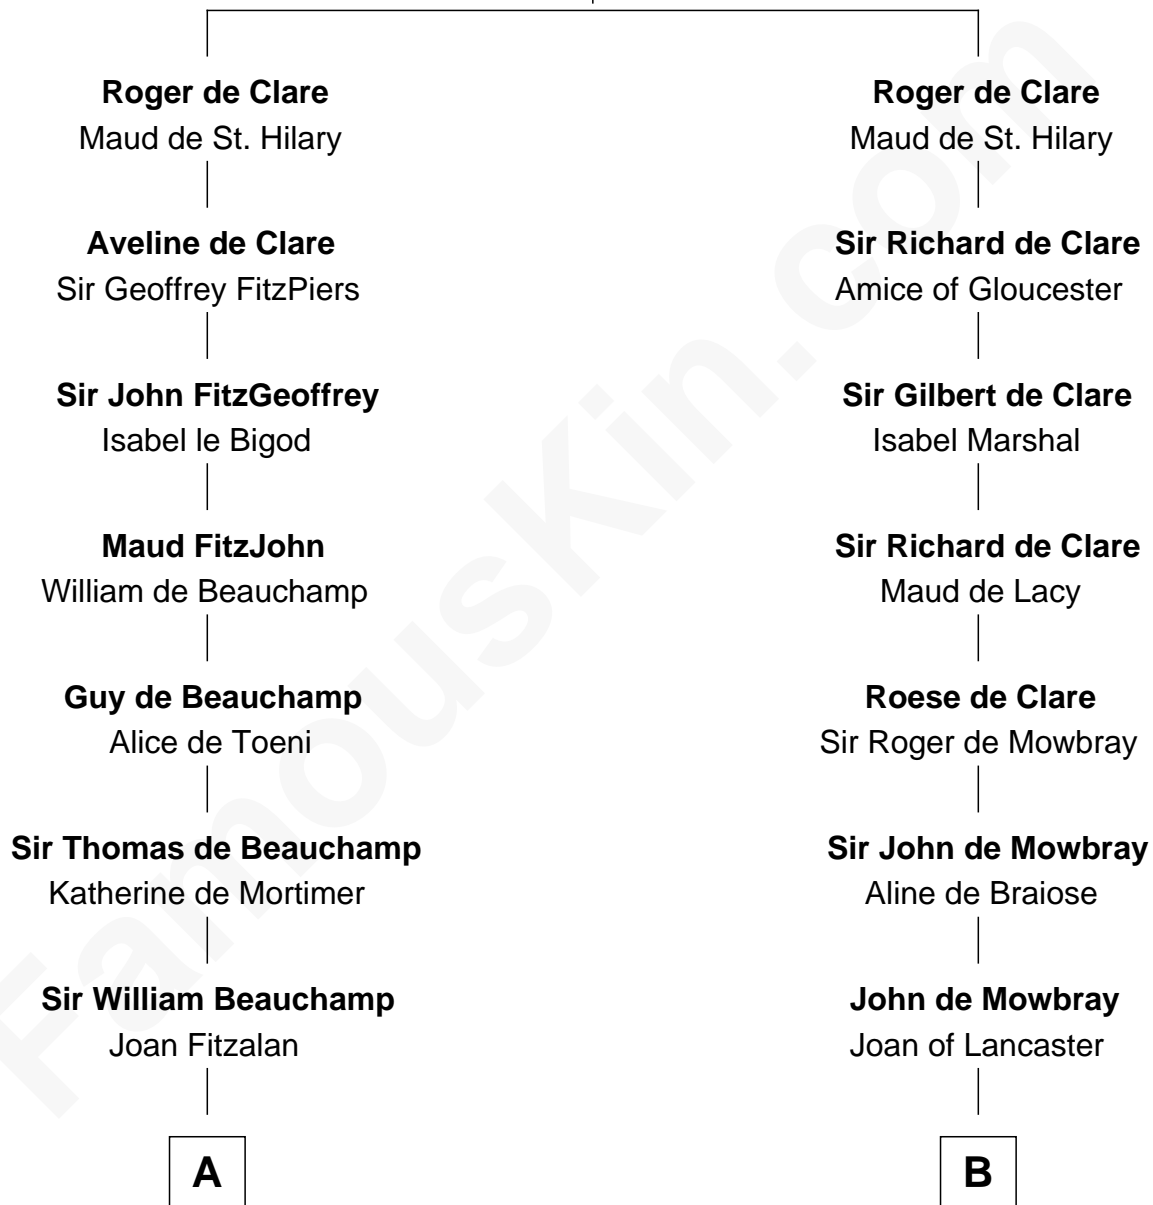 Roger de Clare
Maud de St. Hilary
Aveline de Clare
Sir Geoffrey FitzPiers
Sir John FitzGeoffrey
Isabel le Bigod
Maud FitzJohn
William de Beauchamp
Guy de Beauchamp
Alice de Toeni
Sir Thomas de Beauchamp
Katherine de Mortimer
Sir William Beauchamp
Joan Fitzalan
A
Roger de Clare
Maud de St. Hilary
Sir Richard de Clare
Amice of Gloucester
Sir Gilbert de Clare
Isabel Marshal
Sir Richard de Clare
Maud de Lacy
Roese de Clare
Sir Roger de Mowbray
Sir John de Mowbray
Aline de Braiose
John de Mowbray
Joan of Lancaster
B
FamousKin.com